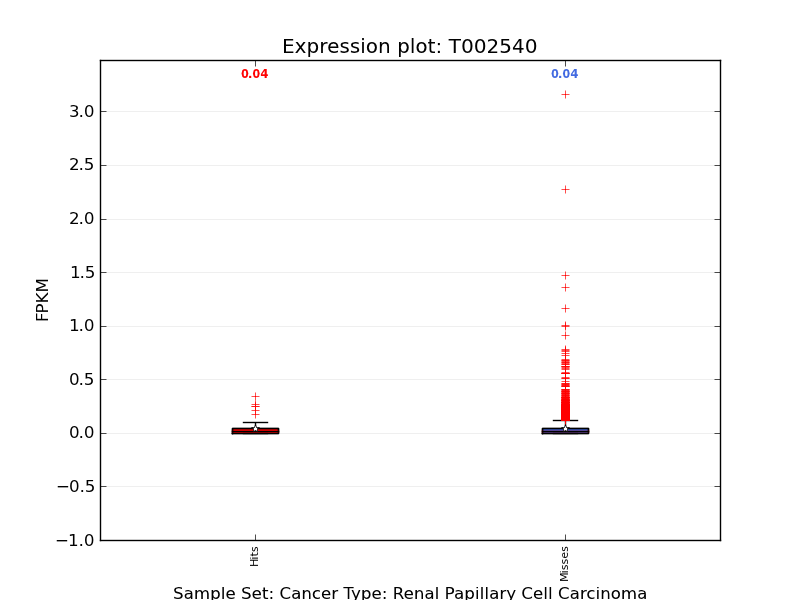 Expression plot: T002540
0.04
0.04
3.0
2.5
2.0
1.5
1.0
0.5
0.0
−0.5
−1.0
FPKM
Hits
Misses
Sample Set: Cancer Type: Renal Papillary Cell Carcinoma